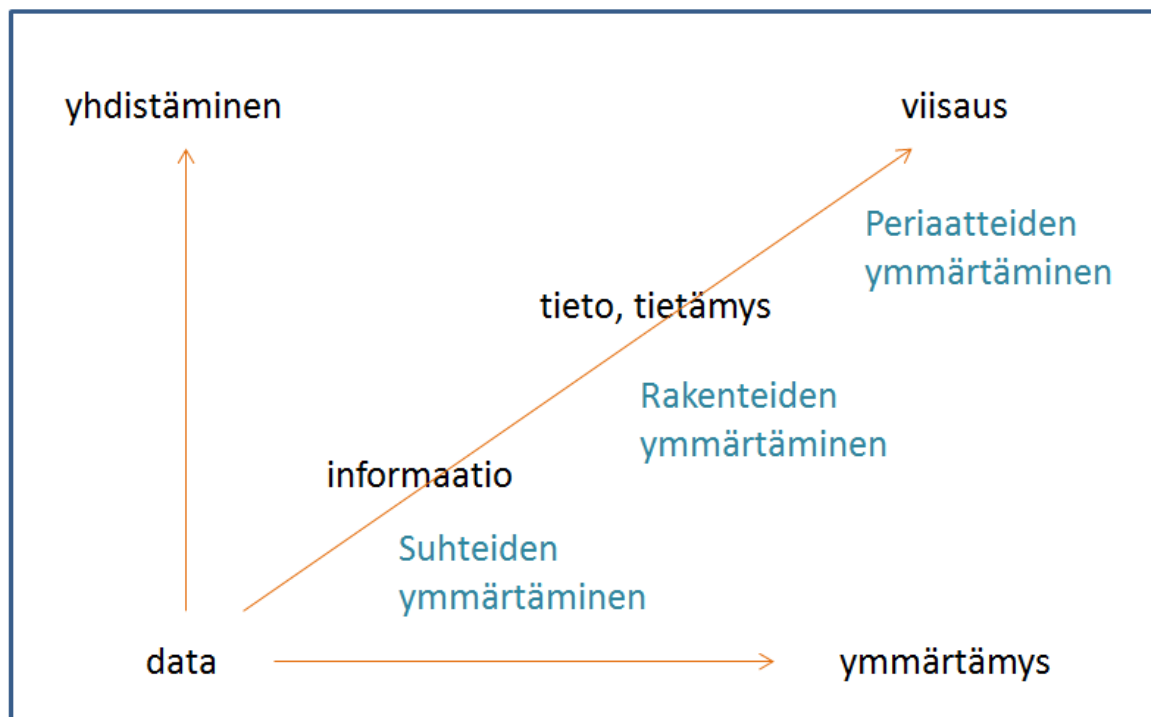 yhdistäminen
viisaus
Periaatteiden
ymmärtäminen
tieto, tietämys
Rakenteiden
ymmärtäminen
informaatio
Suhteiden
ymmärtäminen
data
ymmärtämys